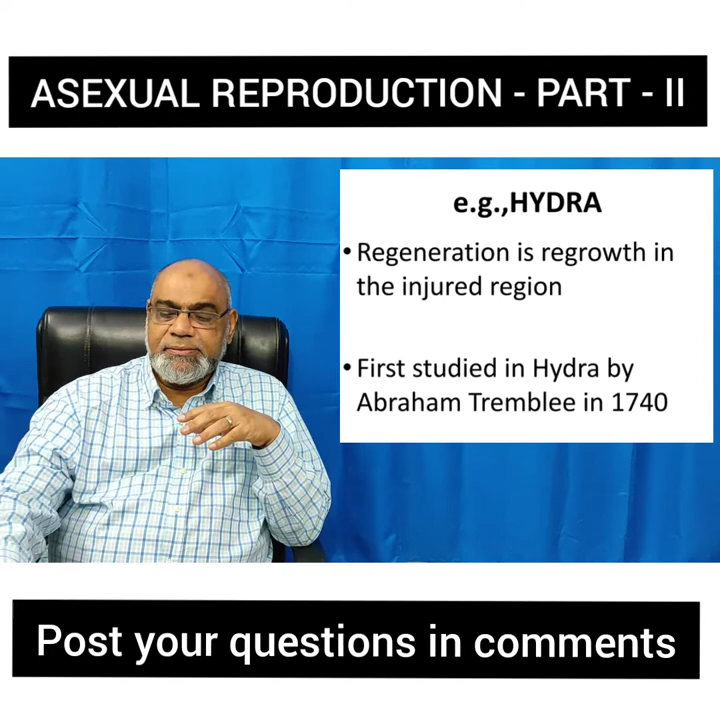 ASEXUAL REPRODUCTION - PART - II
e.g.,HYDRA
• Regeneration is regrowth in
the injured region
• First studied in Hydra by
Abraham Tremblee in 1740
Post your questions in comments